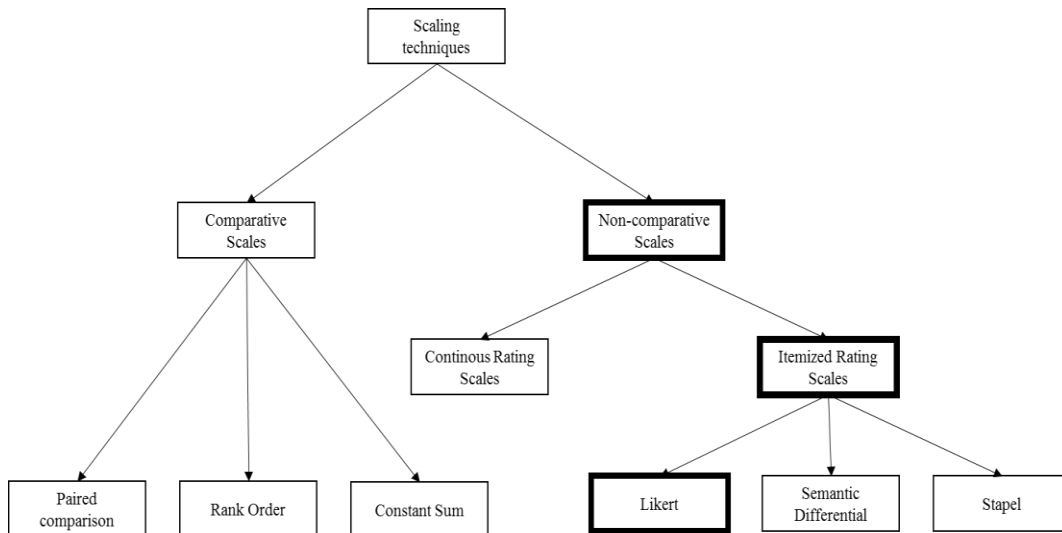 Scaling
techniques
Comparative
Scales
Non-comparative
Scales
Continous Rating
Scales
Itemized Rating
Scales
Paired
comparison
Rank Order
Constant Sum
Likert
Semantic
Differential
Stapel